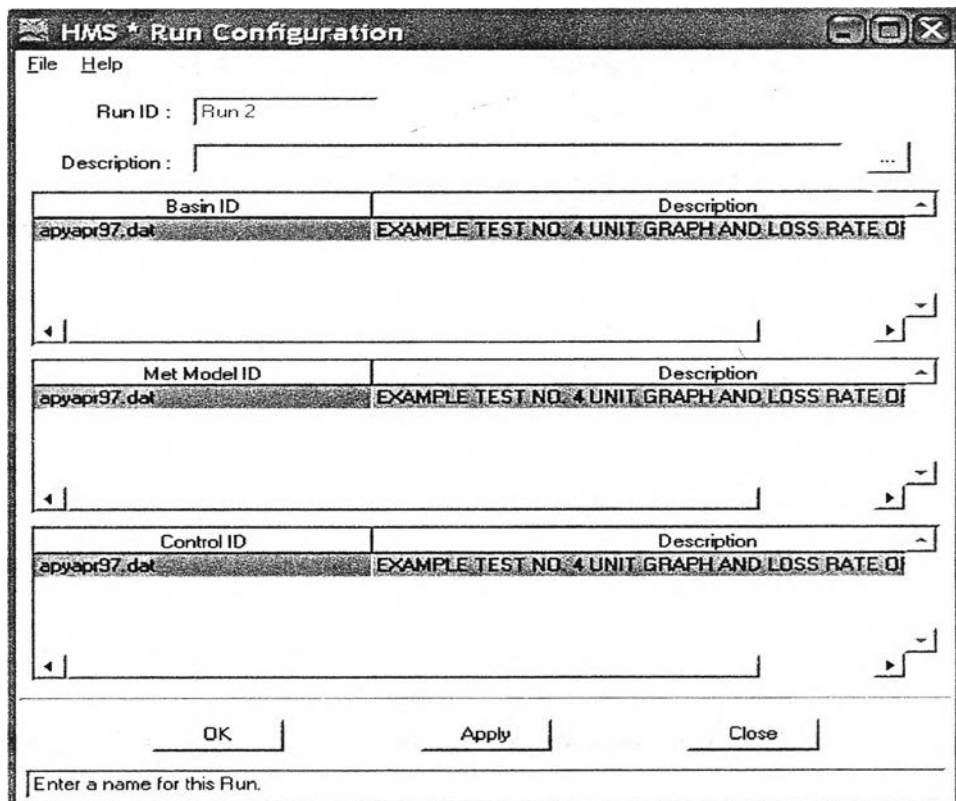 HMS * Run Configuration
File Help
Run ID : Run 2
Description :
...
Basin ID Description
apyapr97.dat EXAMPLE TEST NO. 4 UNIT GRAPH AND LOSS RATE OI
Met Model ID Description
apyapr97.dat EXAMPLE TEST NO. 4 UNIT GRAPH AND LOSS RATE OI
Control ID Description
apyapr97.dat EXAMPLE TEST NO. 4 UNIT GRAPH AND LOSS RATE OI
OK Apply Close
Enter a name for this Run.